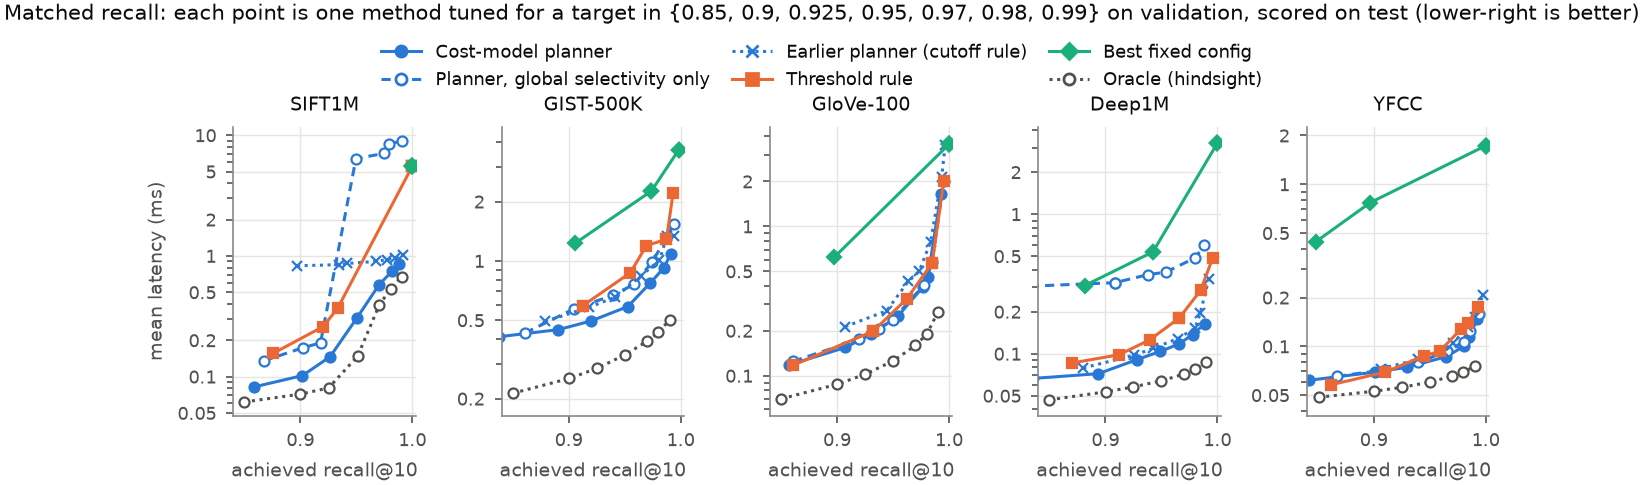 Matched recall: each point is one method tuned for a target in {0.85, 0.9, 0.925, 0.95, 0.97, 0.98, 0.99} on validation, scored on test (lower-right is better)
Cost-model planner
Earlier planner (cutoff rule)
Best fixed config
Planner, global selectivity only
Threshold rule
Oracle (hindsight)
SIFT1M
GIST-500K
GloVe-100
Deep1M
YFCC
mean latency (ms)
10
5
2
1
0.5
0.2
0.1
0.05
0.9
1.0
achieved recall@10
2
1
0.5
0.2
0.9
1.0
achieved recall@10
2
1
0.5
0.2
0.1
0.9
1.0
achieved recall@10
2
1
0.5
0.2
0.1
0.05
0.9
1.0
achieved recall@10
2
1
0.5
0.2
0.1
0.05
0.9
1.0
achieved recall@10